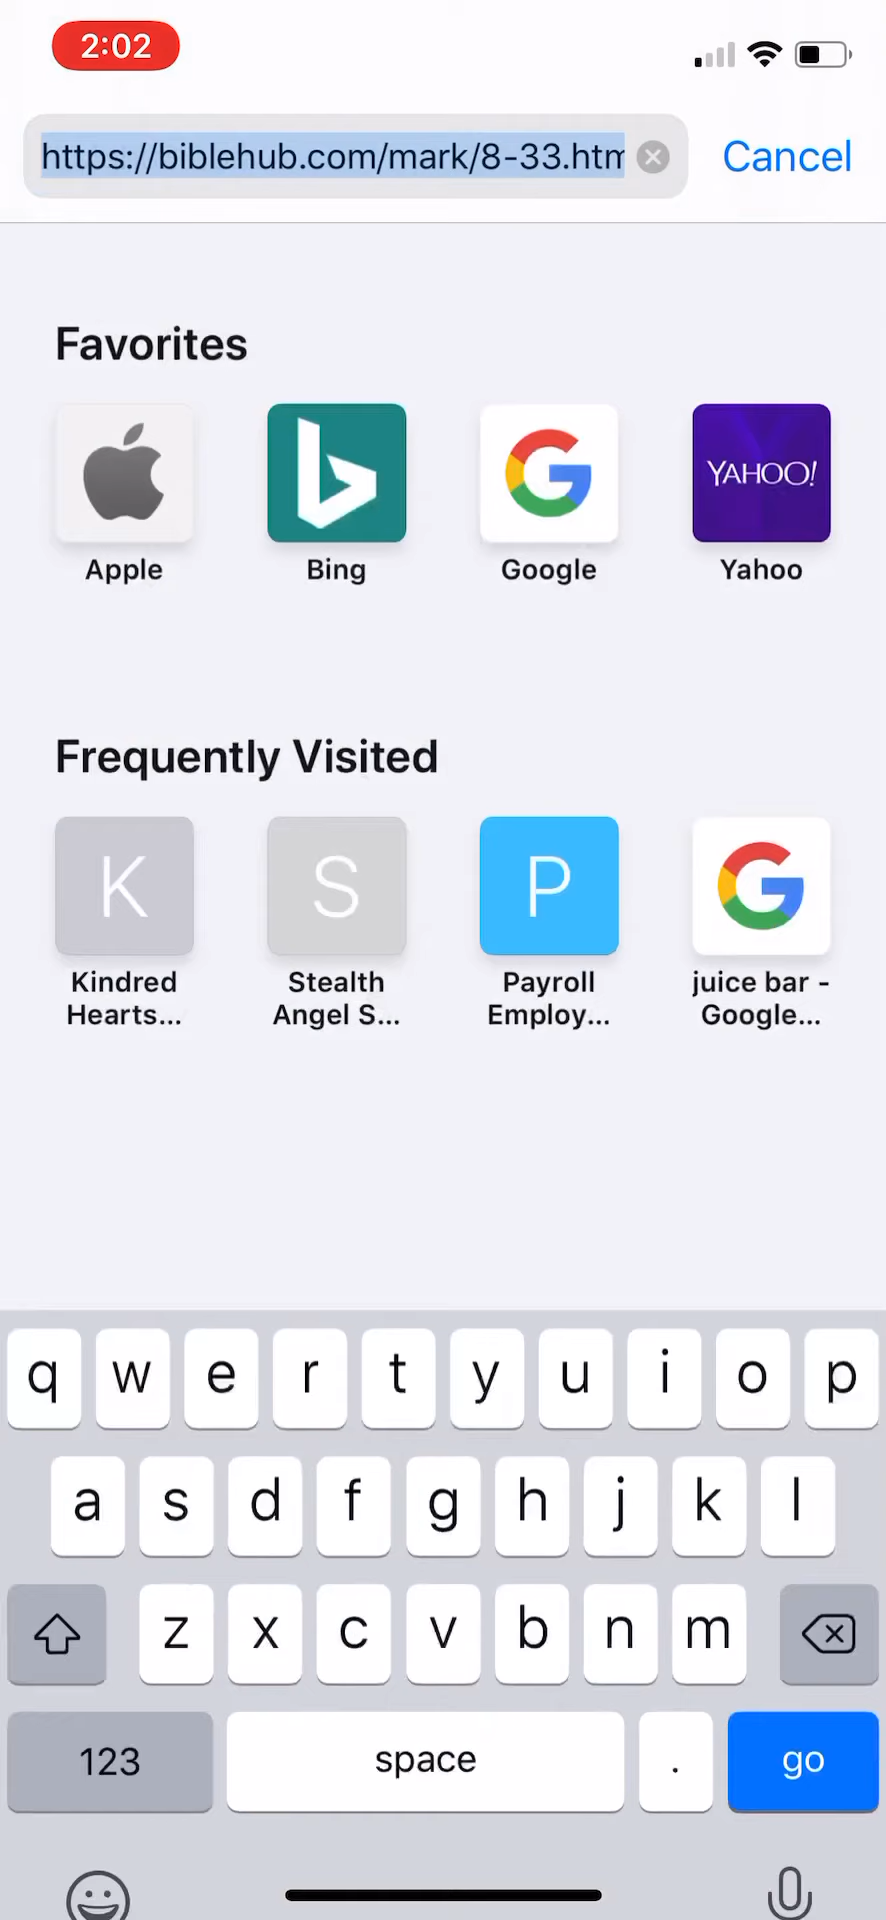 2:02
https://biblehub.com/mark/8-33.htm
Cancel
Favorites
YAHOO!
Apple Bing Google Yahoo
Frequently Visited
K S P
Kindred Stealth Payroll juice bar -
Hearts... Angel S... Employ... Google...
q w e r t y u i o p
a s d f g h j k l
z x c v b n m
123 space . go